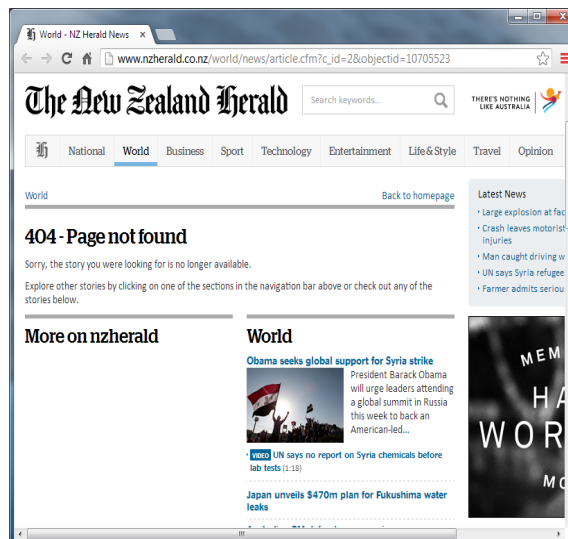 World - NZ Herald News
www.nzherald.co.nz/world/news/article.cfm?c_id=2&objectid=10705523
The New Zealand Herald
Search keywords...
THERE'S NOTHING
LIKE AUSTRALIA
National World Business Sport Technology Entertainment Life & Style Travel Opinion
World
Back to homepage
404 - Page not found
Sorry, the story you were looking for is no longer available.
Explore other stories by clicking on one of the sections in the navigation bar above or check out any of the
stories below.
Latest News
Large explosion at fac
Crash leaves motorist
injuries
Man caught driving w
UN says Syria refugee
Farmer admits seriou
More on nzherald
World
Obama seeks global support for Syria strike
President Barack Obama
will urge leaders attending
a global summit in Russia
this week to back an
American-led...
VIDEO UN says no report on Syria chemicals before
lab tests (1:18)
Japan unveils $470m plan for Fukushima water
leaks
MEM
HA
WOR
MO